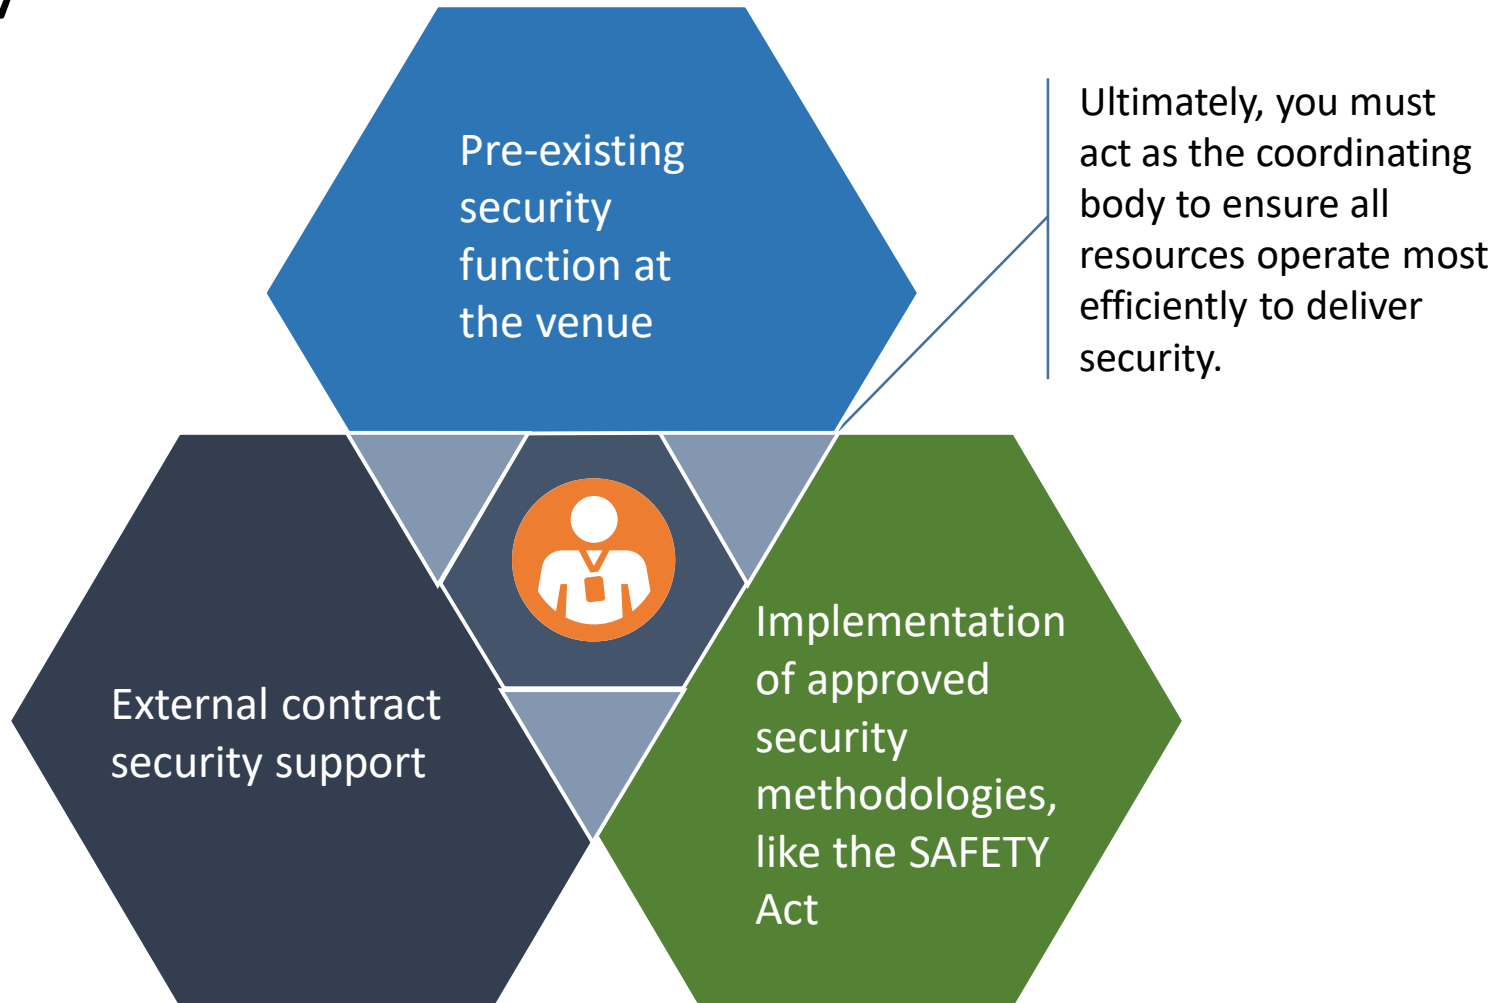 Pre-existing
security
function at
the venue
Ultimately, you must
act as the coordinating
body to ensure all
resources operate most
efficiently to deliver
security.
External contract
security support
Implementation
of approved
security
methodologies,
like the SAFETY
Act